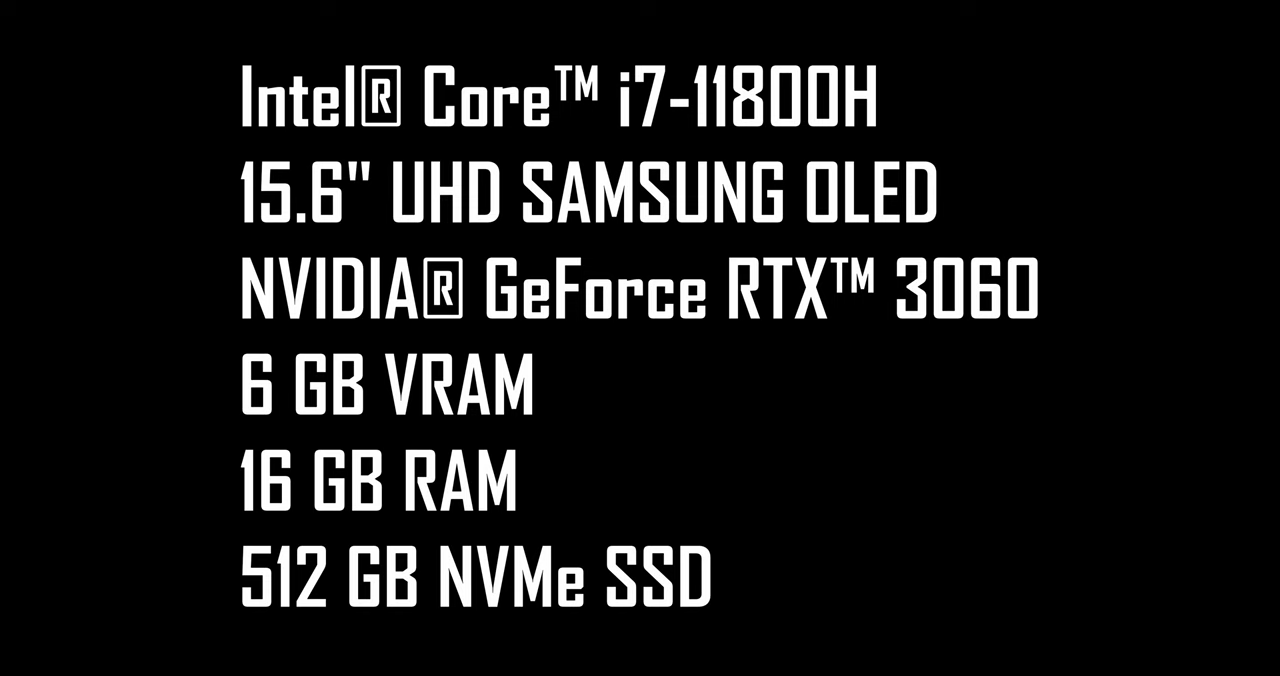 Intel® Core™ i7-11800H
15.6" UHD SAMSUNG OLED
NVIDIA® GeForce RTX™ 3060
6 GB VRAM
16 GB RAM
512 GB NVMe SSD